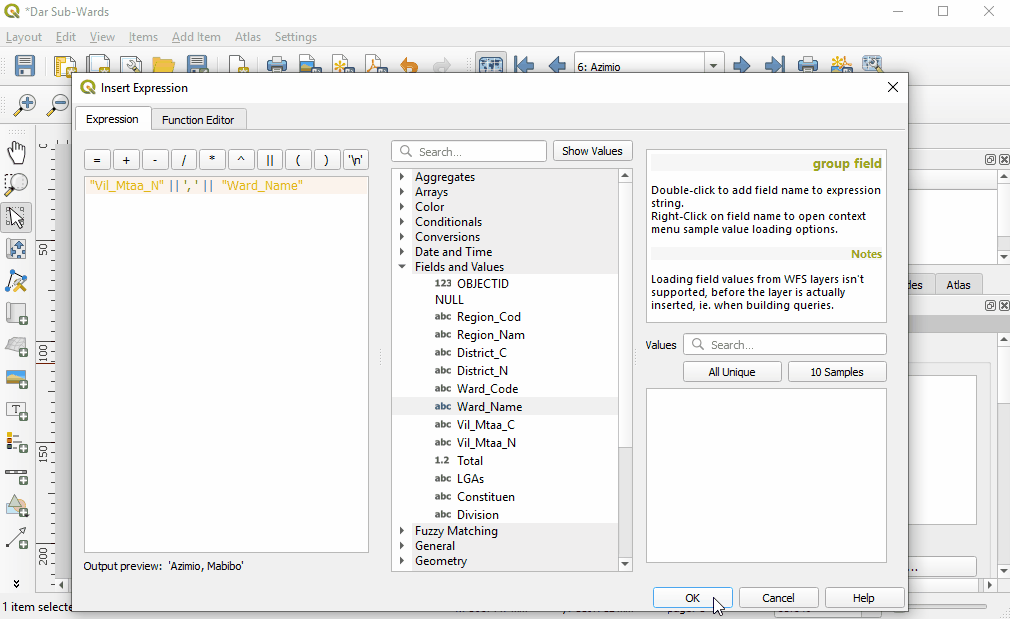 *Dar Sub-Wards
Layout Edit View Items Add Item Atlas Settings
6: Azimio
Insert Expression
Expression Function Editor
= + - / * ^ || ( ) '\n'
Search...
Show Values
"Vil_Mtaa_N" || ', ' || "Ward_Name"
Aggregates
Arrays
Color
Conditionals
Conversions
Date and Time
Fields and Values
123 OBJECTID
NULL
abc Region_Cod
abc Region_Nam
abc District_C
abc District_N
abc Ward_Code
abc Ward_Name
abc Vil_Mtaa_C
abc Vil_Mtaa_N
1.2 Total
abc LGAs
abc Constituen
abc Division
Fuzzy Matching
General
Geometry
group field
Double-click to add field name to expression
string.
Right-Click on field name to open context
menu sample value loading options.
Notes
Loading field values from WFS layers isn't
supported, before the layer is actually
inserted, ie. when building queries.
Values Search...
All Unique 10 Samples
Output preview: 'Azimio, Mabibo'
OK Cancel Help
Atlas
0
50
100
150
200
1 item selecte